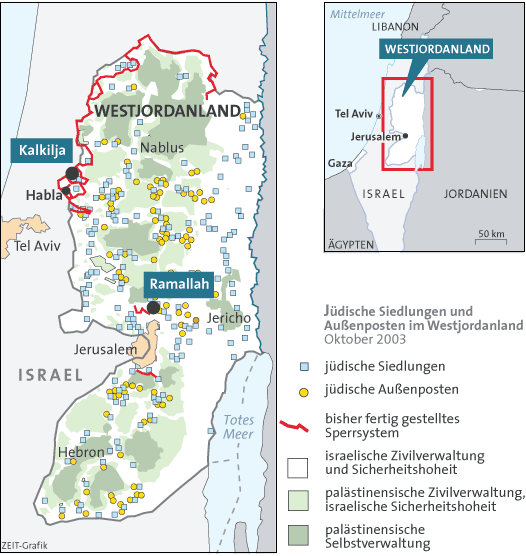 WESTJORDANLAND
Kalkilja
Nablus
Habla
Tel Aviv
Ramallah
Jericho
Jerusalem
ISRAEL
Totes
Meer
Hebron
ZEIT-Grafik
Mittelmeer
LIBANON
WESTJORDANLAND
Tel Aviv
Jerusalem
Gaza
ISRAEL
JORDANIEN
ÄGYPTEN
50 km
Jüdische Siedlungen und
Außenposten im Westjordanland
Oktober 2003
jüdische Siedlungen
jüdische Außenposten
bisher fertig gestelltes
Sperrsystem
israelische Zivilverwaltung
und Sicherheitshoheit
palästinensische Zivilverwaltung,
israelische Sicherheitshoheit
palästinensische
Selbstverwaltung